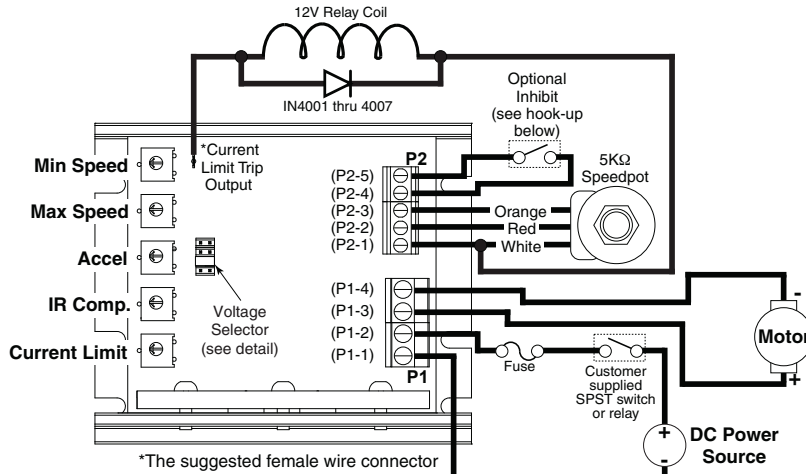 12V Relay Coil
IN4001 thru 4007
Optional
Inhibit
(see hook-up
below)
5KΩ
Speedpot
*Current
Limit Trip
Output
P2
Min Speed
Max Speed
Accel
IR Comp.
Current Limit
(P2-5)
(P2-4)
(P2-3)
(P2-2)
(P2-1)
Orange
Red
White
(P1-4)
(P1-3)
(P1-2)
(P1-1)
P1
Voltage
Selector
(see detail)
Fuse
Customer
supplied
SPST switch
or relay
-
Motor
+
+
-
DC Power
Source
*The suggested female wire connector